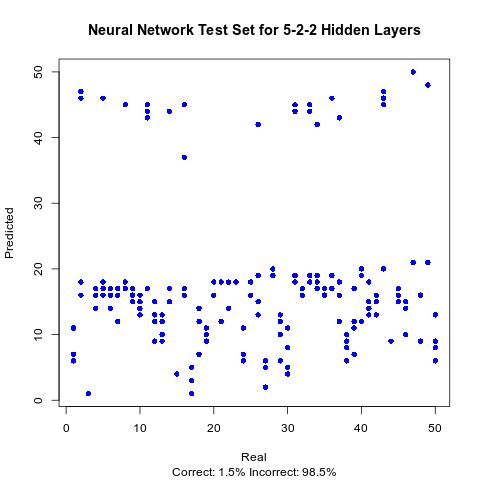 Neural Network Test Set for 5-2-2 Hidden Layers
50
40
30
20
10
0
Predicted
0 10 20 30 40 50
Real
Correct: 1.5% Incorrect: 98.5%